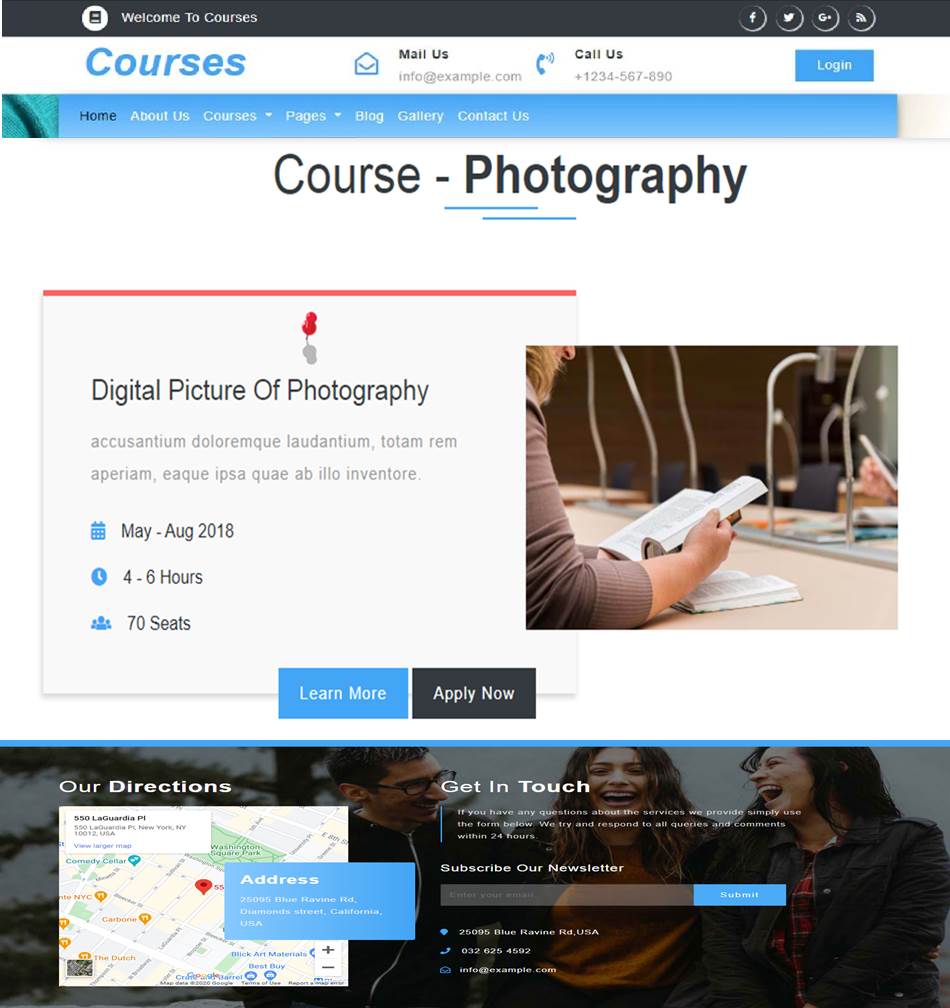 Welcome To Courses
Courses
Mail Us
info@example.com
Call Us
+1234-567-890
Login
Home About Us Courses Pages Blog Gallery Contact Us
Course - Photography
Digital Picture Of Photography
accusantium doloremque laudantium, totam rem
aperiam, eaque ipsa quae ab illo inventore.
May - Aug 2018
4 - 6 Hours
70 Seats
Learn More Apply Now
Our Directions
550 LaGuardia Pl
550 LaGuardia Pl, New York, NY
10012, USA
View larger map
Washington
Square Park
Comedy Cellar
nte NYC
55
Carbone
The Dutch
Blick Art Materials
Best Buy
Crate and Barrel
Google
Map data ©2020 Google Terms of Use Report a map error
Address
25095 Blue Ravine Rd,
Diamonds street, California,
USA
Get In Touch
If you have any questions about the services we provide simply use
the form below. We try and respond to all queries and comments
within 24 hours.
Subscribe Our Newsletter
Enter your email...
Submit
25095 Blue Ravine Rd,USA
032 625 4592
info@example.com